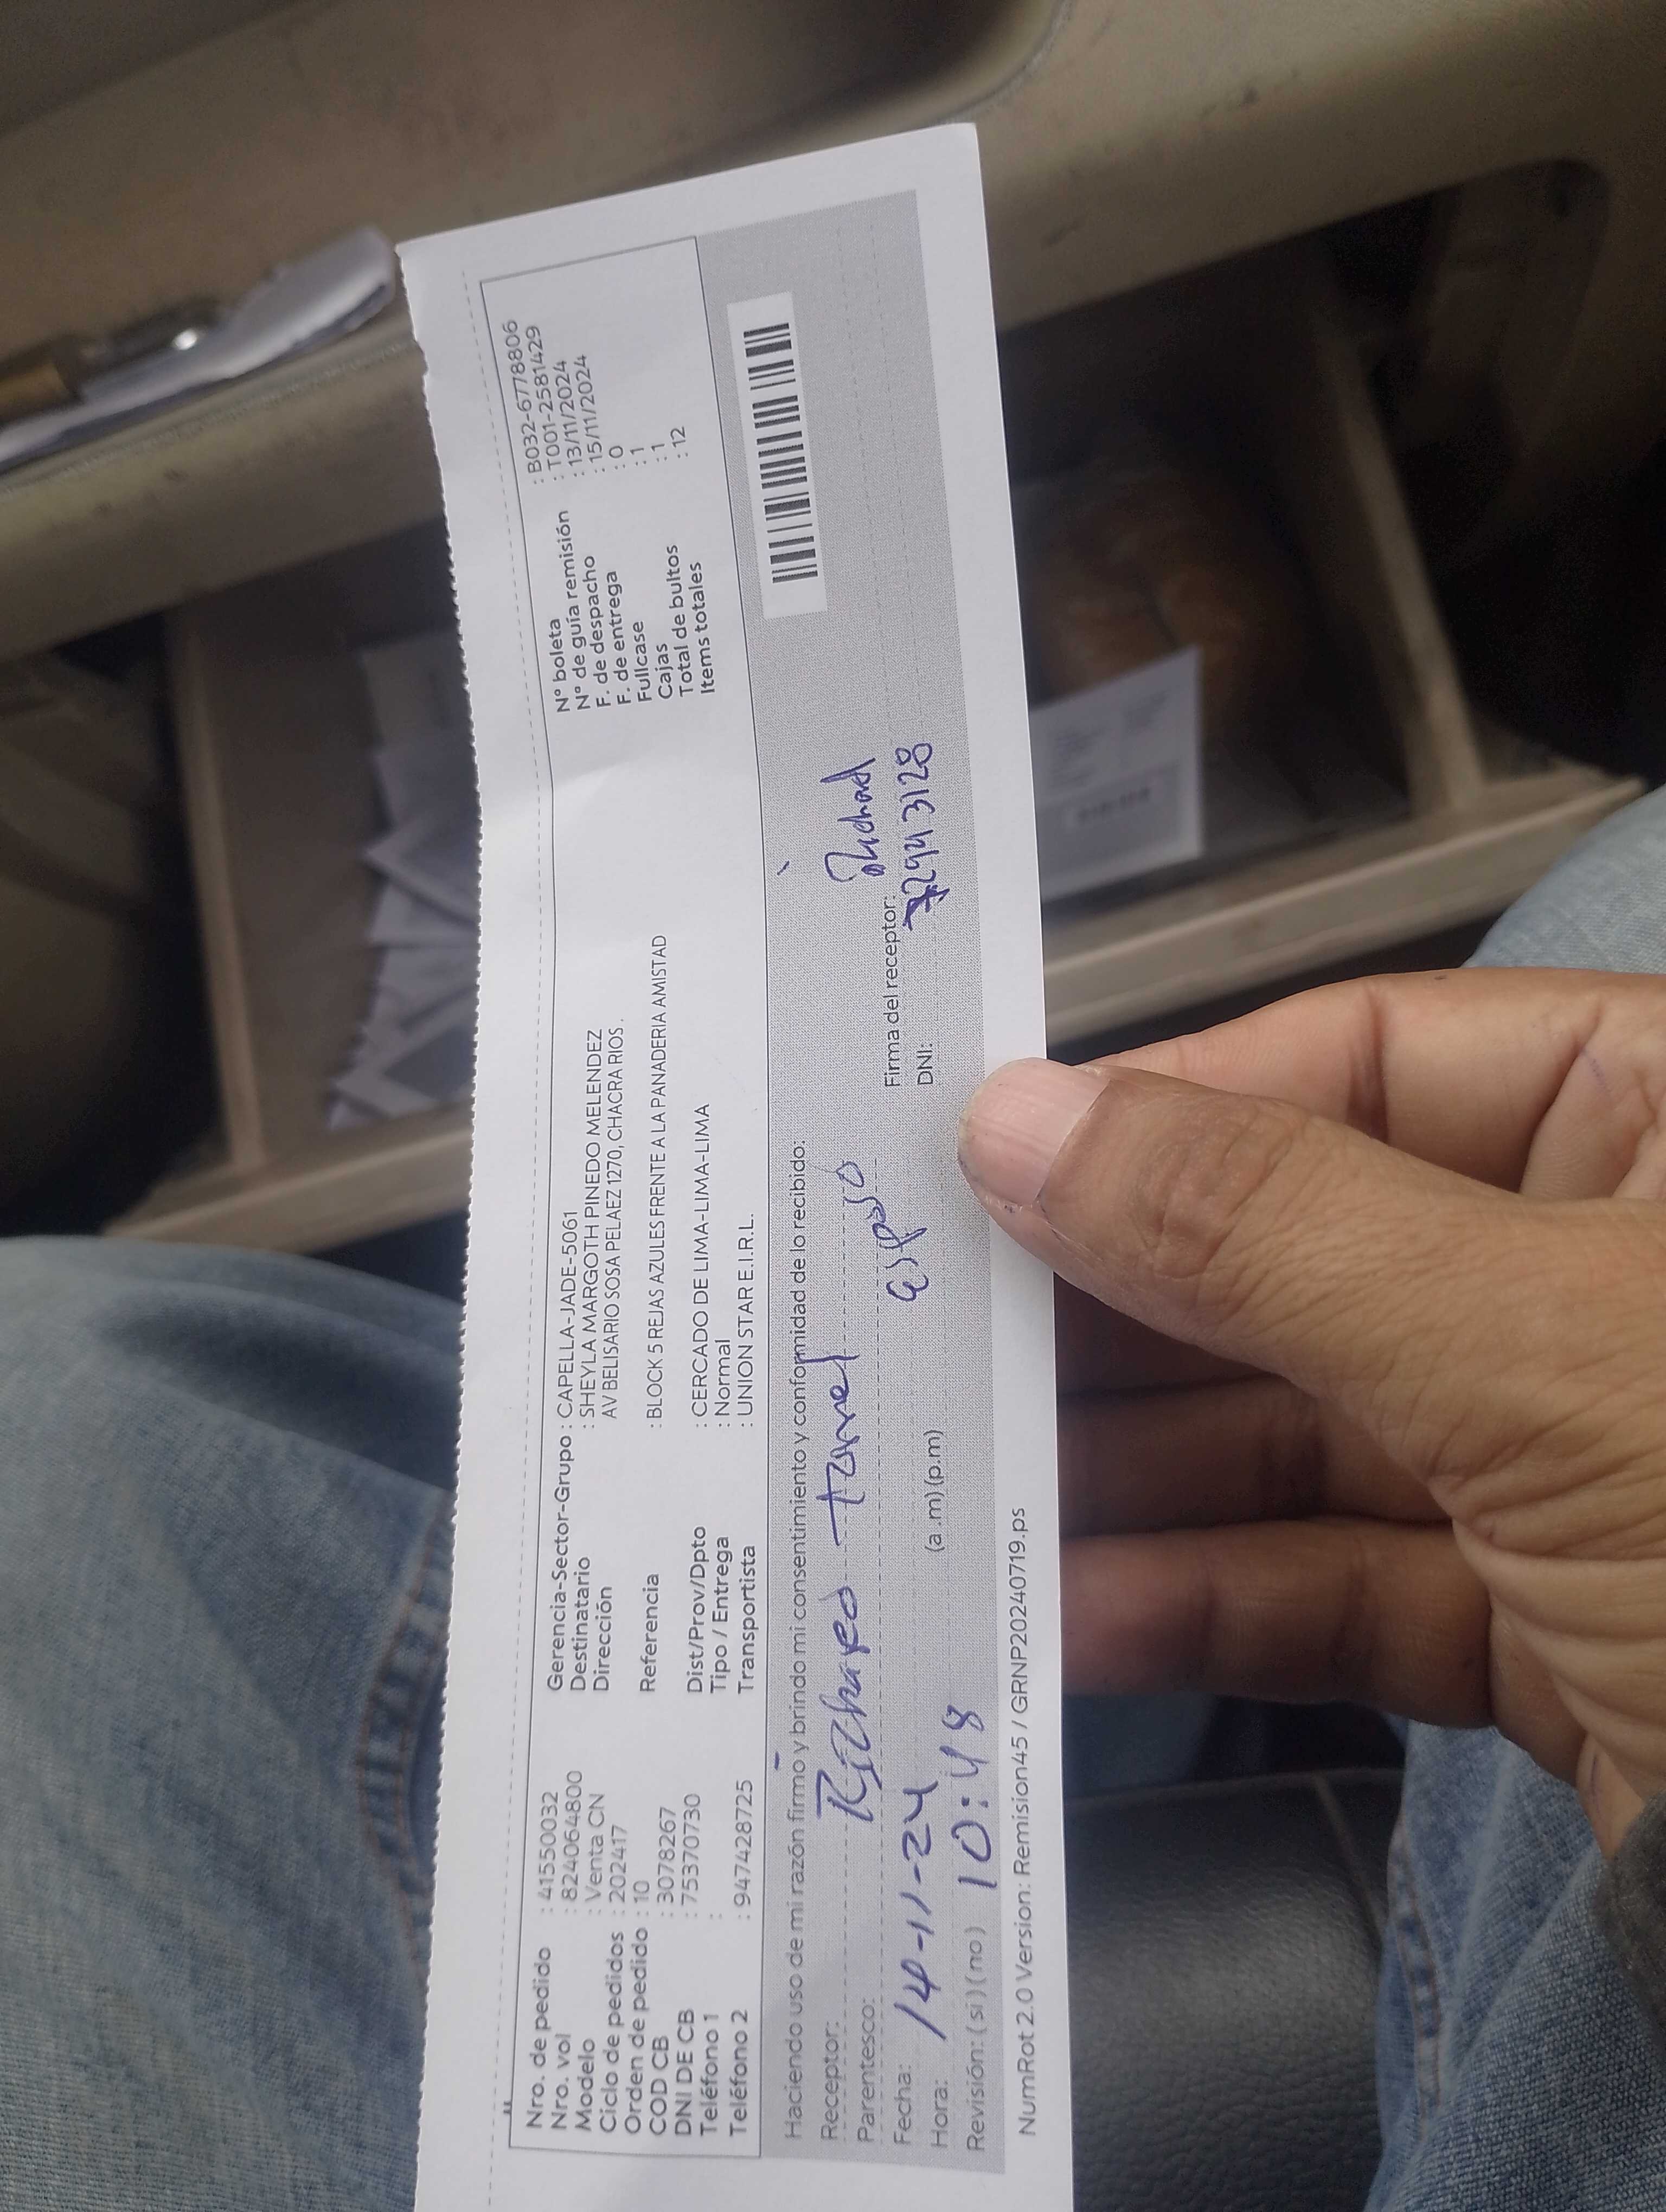 Nro. de pedido : 41550032
Nro. vol : 824064800
Modelo : Venta CN
Ciclo de pedidos : 202417
Orden de pedido : 10
COD CB : 30778267
DNI DE CB : 75370730
Teléfono 1 :
Teléfono 2 : 947428725
Gerencia-Sector-Grupo : CAPELLA-JADE-5061
Destinatario : SHEYLA MARGOTH PINEDO MELENDEZ
Dirección AV BELISARIO SOSA PELAEZ 1270, CHACRA RIOS .
Referencia : BLOCK 5 REJAS AZULES FRENTE A LA PANADERIA AMISTAD
Dist/Prov/Dpto : CERCADO DE LIMA-LIMA-LIMA
Tipo / Entrega : Normal
Transportista : UNION STAR E.I.R.L.
Nº boleta : B032-6778806
Nº de guía remisión : T001-2581429
F. de despacho : 13/11/2024
F. de entrega : 15/11/2024
Fullcase : 0
Cajas : 1
Total de bultos : 1
Items totales : 12
Haciendo uso de mi razón firmo y brindo mi consentimiento y conformidad de lo recibido:
Receptor: Richared
Parentesco: Esposo
Fecha: 14-11-24
Hora: 10:48 (a .m) (p.m)
Revisión: ( si ) ( no )
Firma del receptor: Richard
DNI: 72943128
NumRot 2.0 Version: Remision45 / GRNP20240719.ps